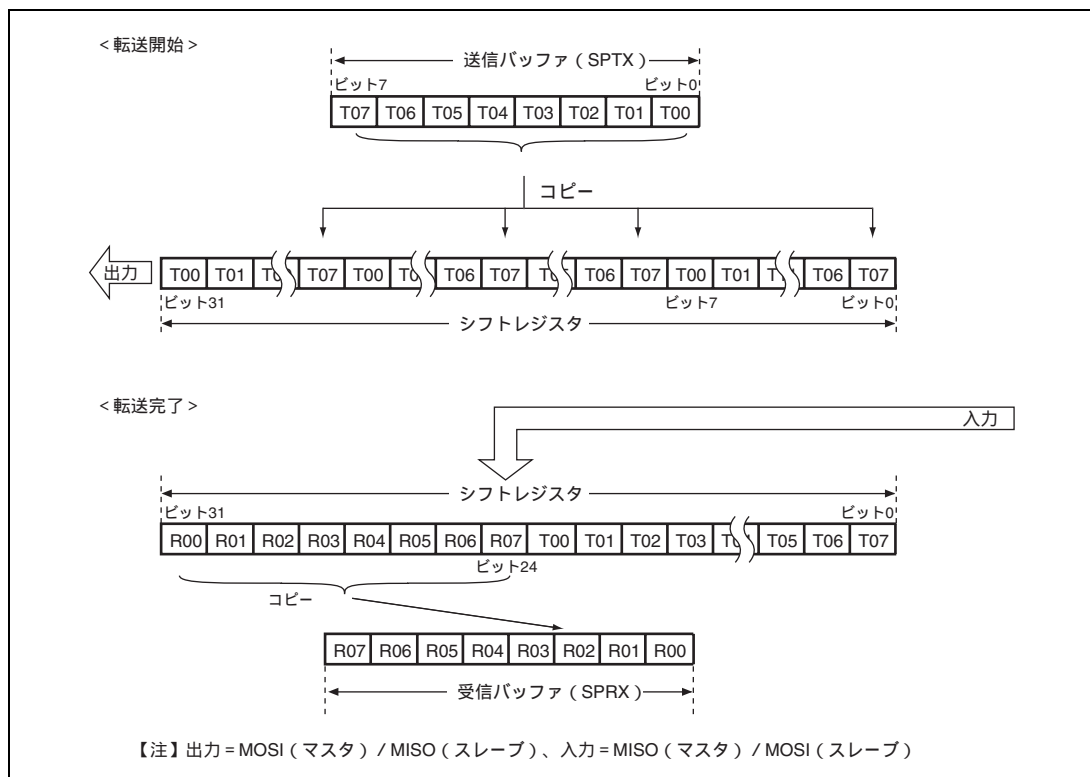 ＜転送開始＞
送信バッファ（SPTX）
ビット7 ビット0
T07 T06 T05 T04 T03 T02 T01 T00
コピー
出力
T00 T01 T07 T00 T06 T07 T06 T07 T00 T01 T06 T07
ビット31 ビット7 ビット0
シフトレジスタ
＜転送完了＞
入力
シフトレジスタ
ビット31 ビット0
R00 R01 R02 R03 R04 R05 R06 R07 T00 T01 T02 T03 T05 T06 T07
ビット24
コピー
R07 R06 R05 R04 R03 R02 R01 R00
受信バッファ（SPRX）
【注】出力＝MOSI（マスタ）/ MISO（スレーブ）、入力＝MISO（マスタ）/ MOSI（スレーブ）